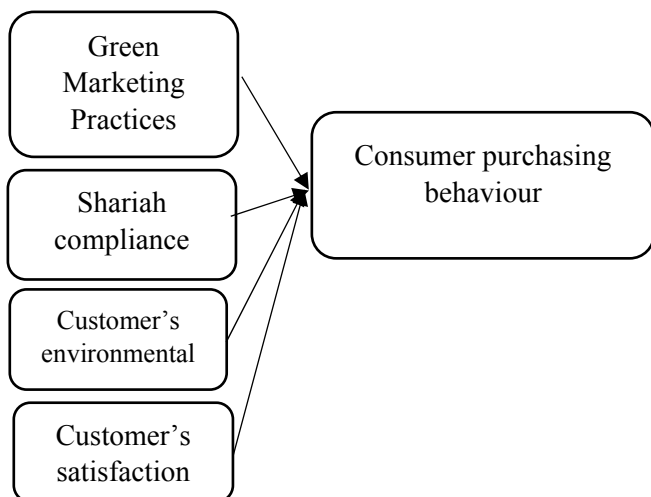 Green
Marketing
Practices
Consumer purchasing
behaviour
Shariah
compliance
Customer’s
environmental
Customer’s
satisfaction